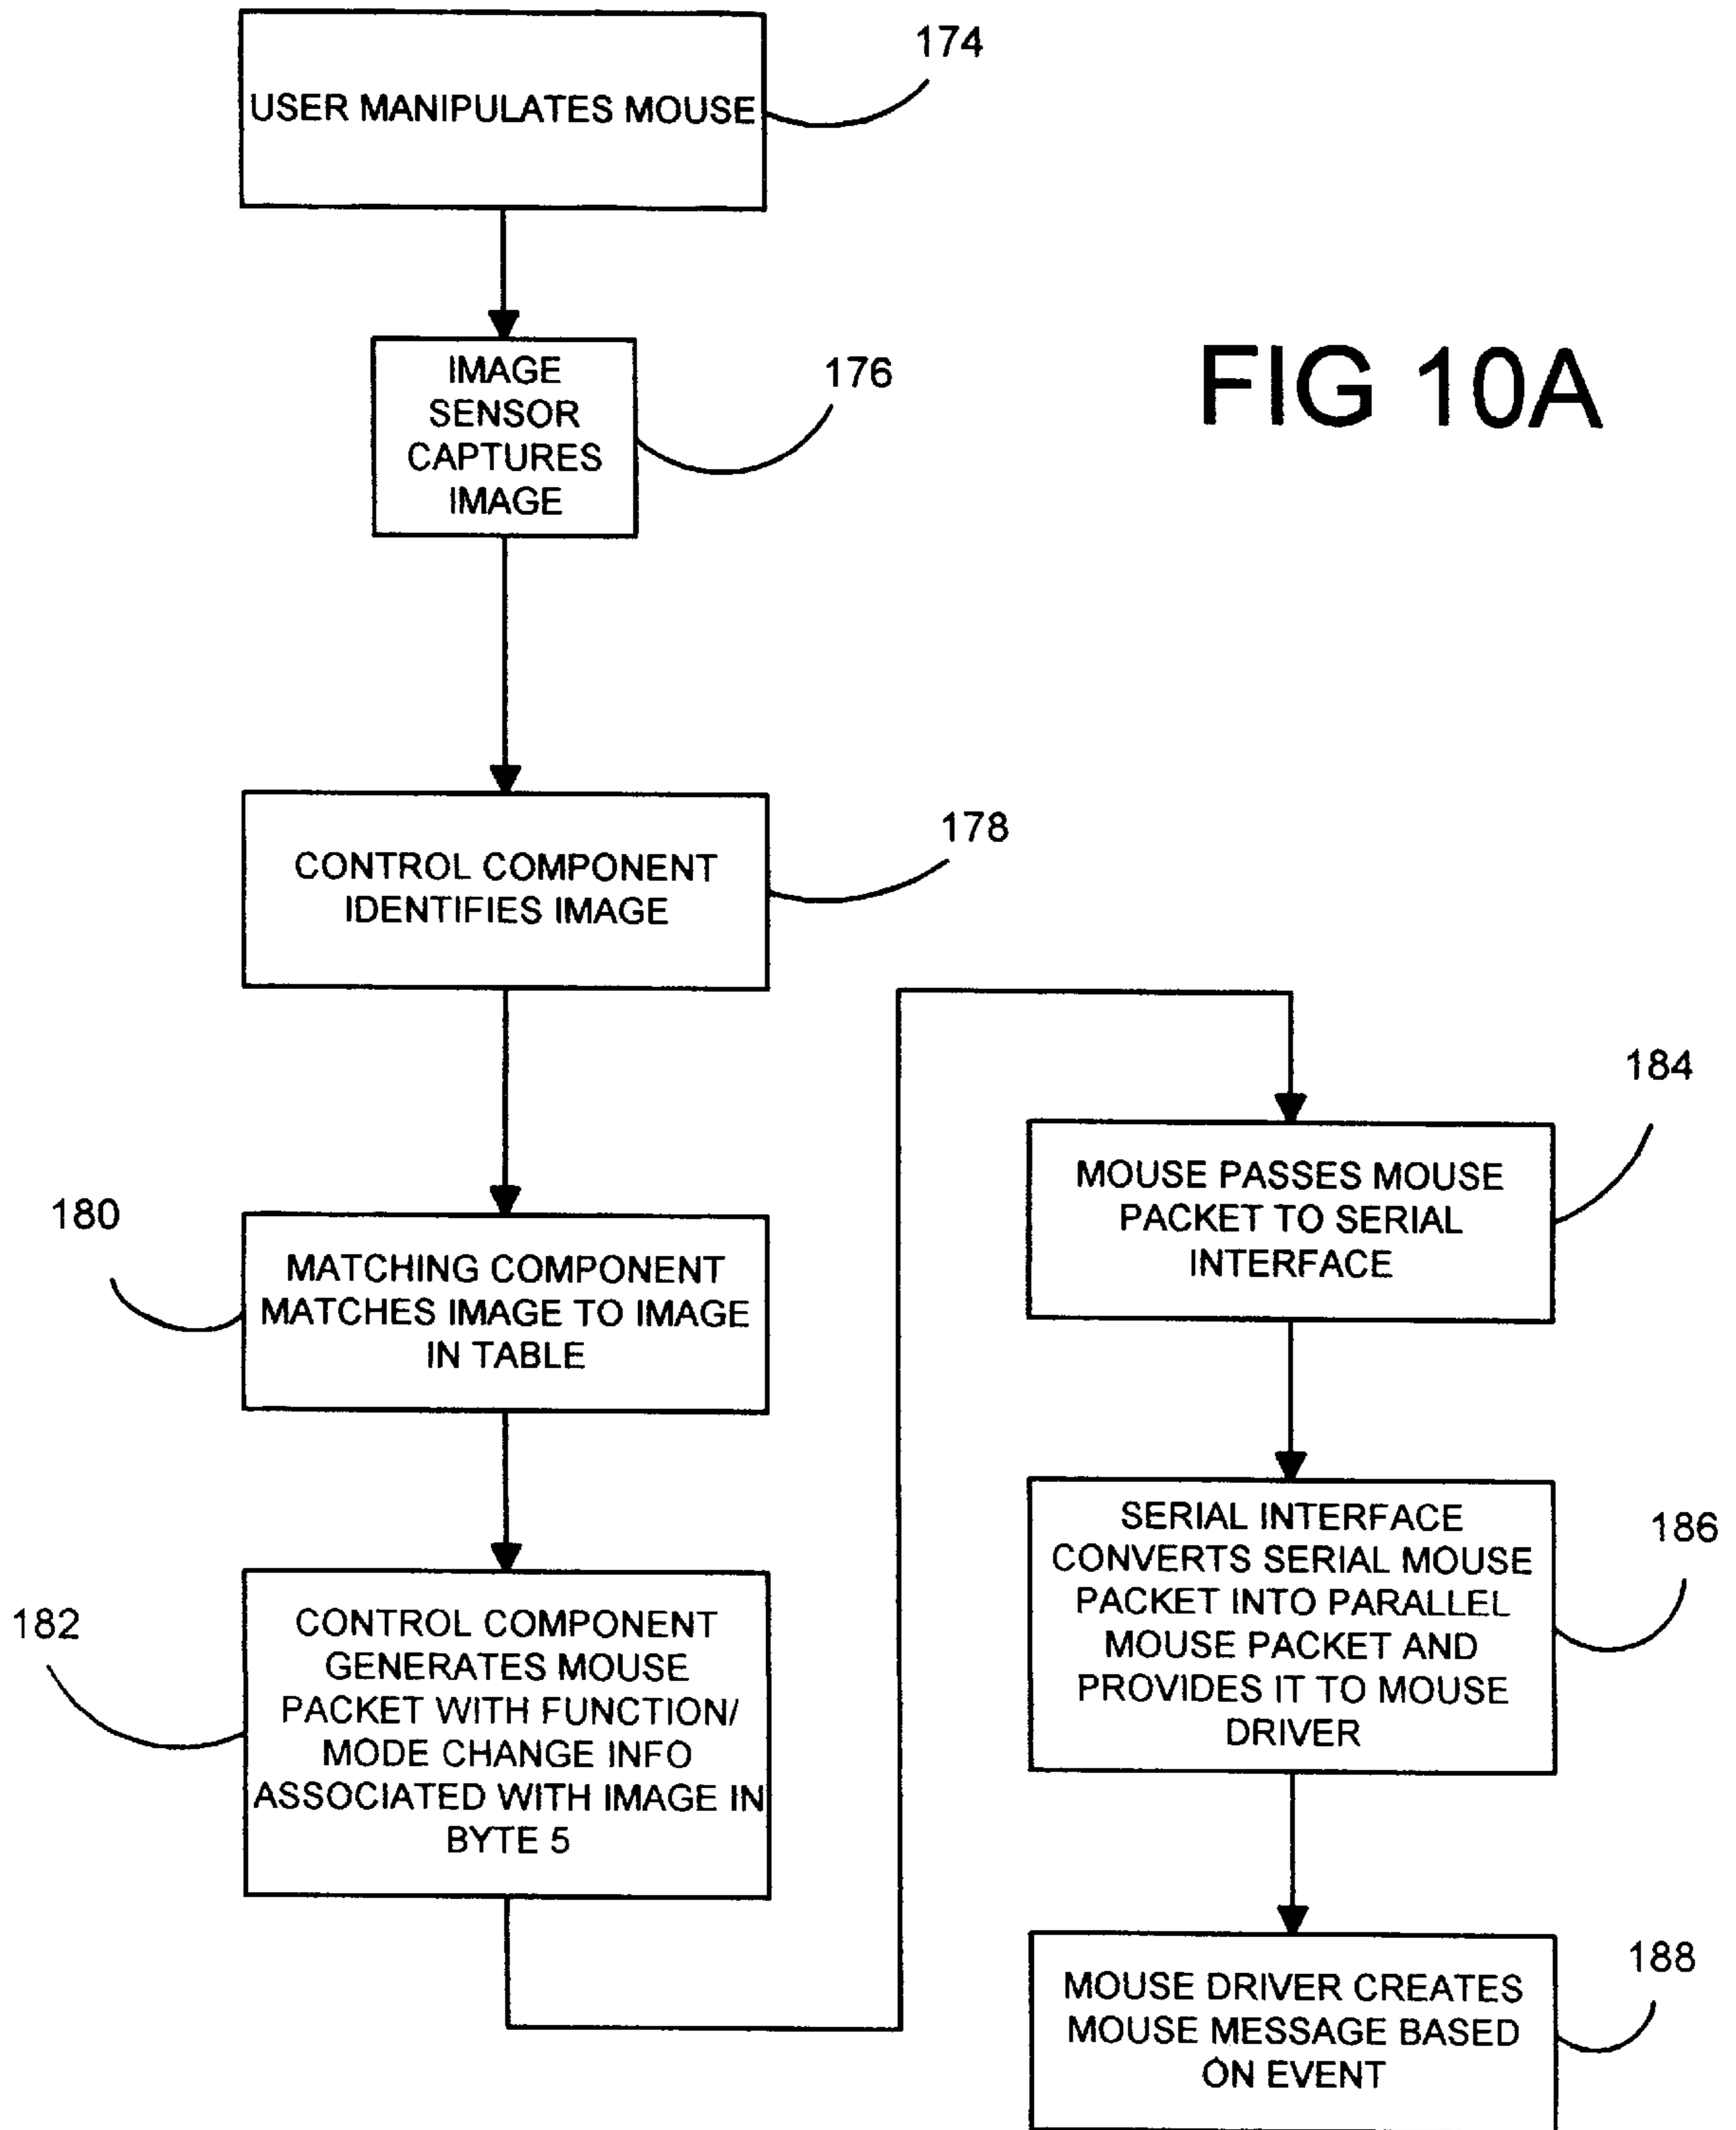 174
USER MANIPULATES MOUSE
FIG 10A
176
IMAGE
SENSOR
CAPTURES
IMAGE
178
CONTROL COMPONENT
IDENTIFIES IMAGE
180
MATCHING COMPONENT
MATCHES IMAGE TO IMAGE
IN TABLE
182
CONTROL COMPONENT
GENERATES MOUSE
PACKET WITH FUNCTION/
MODE CHANGE INFO
ASSOCIATED WITH IMAGE IN
BYTE 5
184
MOUSE PASSES MOUSE
PACKET TO SERIAL
INTERFACE
186
SERIAL INTERFACE
CONVERTS SERIAL MOUSE
PACKET INTO PARALLEL
MOUSE PACKET AND
PROVIDES IT TO MOUSE
DRIVER
188
MOUSE DRIVER CREATES
MOUSE MESSAGE BASED
ON EVENT